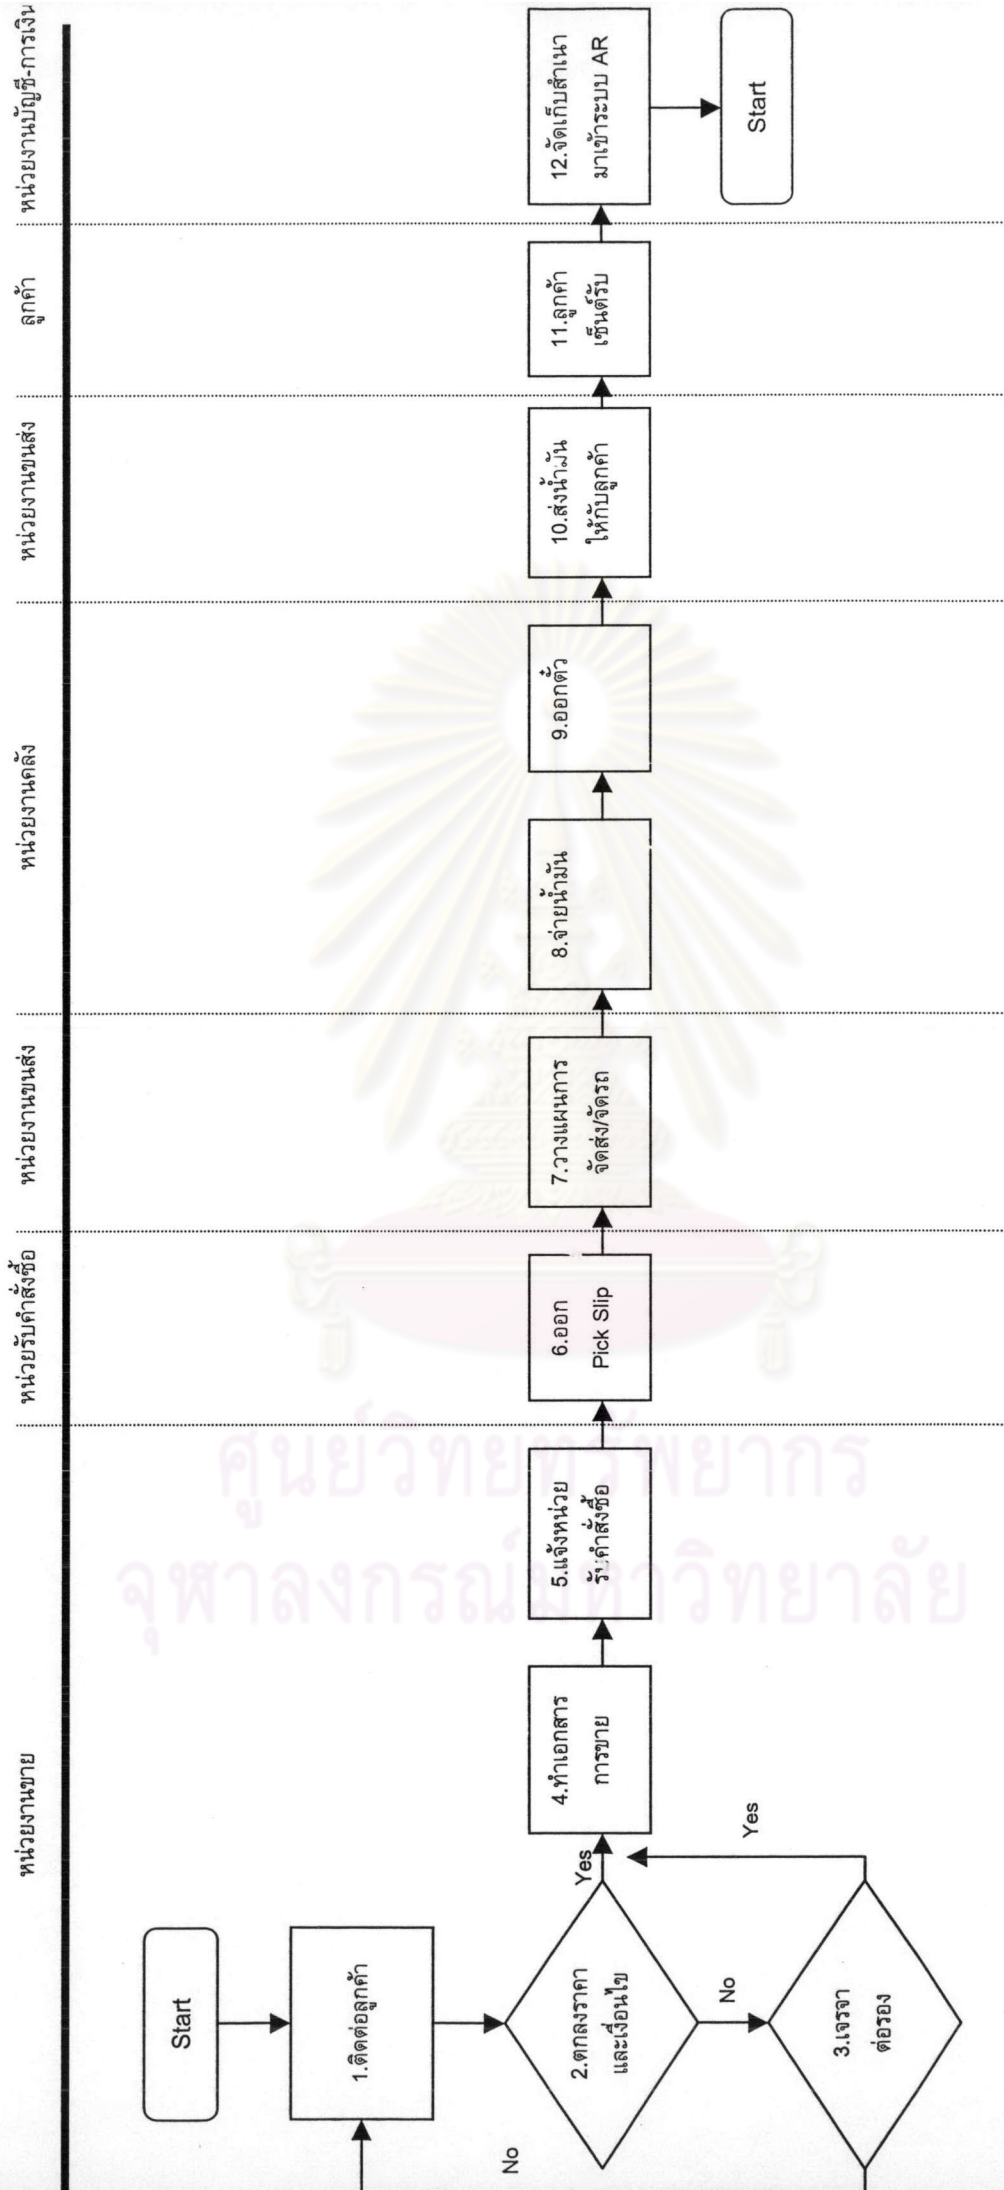 หน่วยงานขาย
หน่วยรับคำสั่งซื้อ
หน่วยงานขนส่ง
หน่วยงานคลัง
หน่วยงานขนส่ง
ลูกค้า
หน่วยงานบัญชี-การเงิน
Start
1.ติดต่อลูกค้า
No
2.ตกลงราคา
และเงื่อนไข
Yes
No
3.เจรจา
ต่อรอง
Yes
4.ทำเอกสาร
การขาย
5.แจ้งหน่วย
รับคำสั่งซื้อ
6.ออก
Pick Slip
7.วางแผนการ
จัดส่ง/จัดรถ
8.จ่ายน้ำมัน
9.ออกตั๋ว
10.ส่งน้ำมัน
ให้กับลูกค้า
11.ลูกค้า
เซ็นต์รับ
12.จัดเก็บสำเนา
มาเข้าระบบ AR
Start
ศูนย์วิทยทรัพยากร
จุฬาลงกรณ์มหาวิทยาลัย